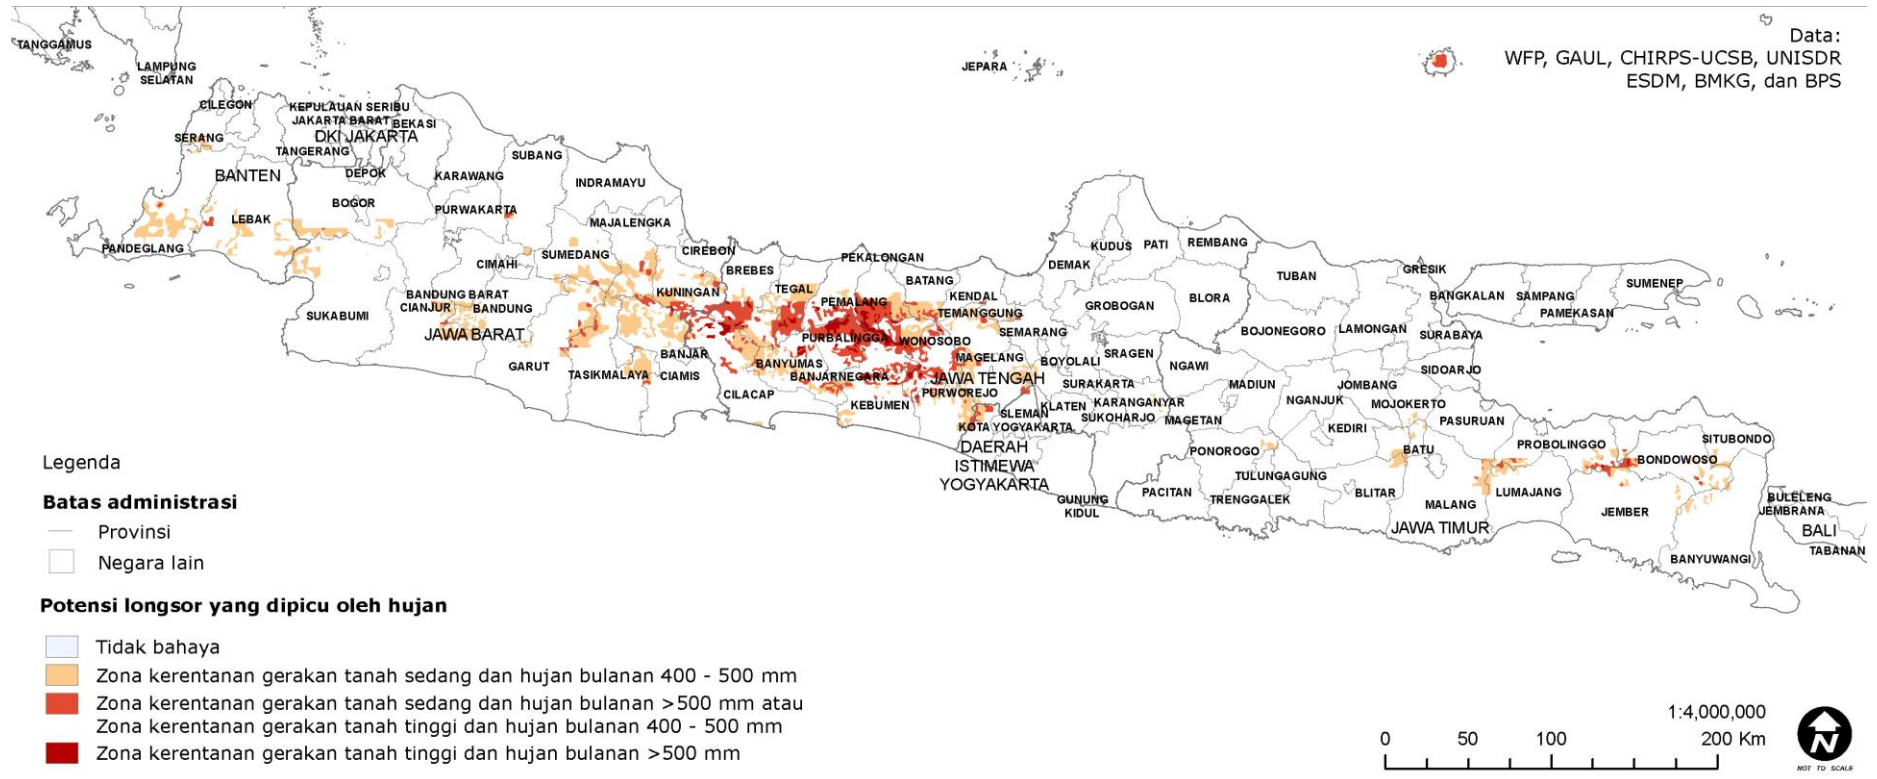 Data:
WFP, GAUL, CHIRPS-UCSB, UNISDR
ESDM, BMKG, dan BPS
TANGGAMUS
LAMPUNG
SELATAN
JEPARA
CILEGON
KEPULAUAN SERIBU
JAKARTA BARAT
BEKASI
DKI JAKARTA
SERANG
TANGERANG
SUBANG
BANTEN
DEPOK
KARAWANG
INDRAMAYU
BOGOR
PURWAKARTA
LEBAK
MAJALENGKA
PANDEGLANG
SUMEDANG
CIREBON
CIMAHI
BREBES
PEKALONGAN
KUDUS
PATI
REMBANG
DEMAK
TUBAN
GRESIK
BATANG
TEGAL
KUNINGAN
BANDUNG BARAT
CIANJUR
BANDUNG
SUKABUMI
JAWA BARAT
PEMALANG
KENDAL
TEMANGGUNG
SEMARANG
GROBOGAN
BLORA
BANGKALAN
SAMPANG
SUMENEP
PAMEKASAN
BOJONEGORO
LAMONGAN
SURABAYA
PURBALINGGA
WONOSOBO
GARUT
TASIKMALAYA
BANJAR
CIAMIS
BANYUMAS
BANJARNEGARA
MAGELANG
JAWA TENGAH
BOYOLALI
SRAGEN
NGAWI
SIDOARJO
CILACAP
KEBUMEN
PURWOREJO
SURAKARTA
MADIUN
JOMBANG
NGANJUK
MOJOKERTO
SLEMAN
KLATEN
KARANGANYAR
SUKOHARJO
MAGETAN
PASURUAN
KOTA YOGYAKARTA
KEDIRI
DAERAH
ISTIMEWA
YOGYAKARTA
PONOROGO
BATU
PROBOLINGGO
SITUBONDO
BONDOWOSO
TULUNGAGUNG
GUNUNG
KIDUL
PACITAN
TRENGGALEK
BLITAR
MALANG
LUMAJANG
JAWA TIMUR
JEMBER
BULELENG
JEMBRANA
BALI
TABANAN
BANYUWANGI
Legenda
Batas administrasi
Provinsi
Negara lain
Potensi longsor yang dipicu oleh hujan
Tidak bahaya
Zona kerentanan gerakan tanah sedang dan hujan bulanan 400 - 500 mm
Zona kerentanan gerakan tanah sedang dan hujan bulanan >500 mm atau
Zona kerentanan gerakan tanah tinggi dan hujan bulanan 400 - 500 mm
Zona kerentanan gerakan tanah tinggi dan hujan bulanan >500 mm
1:4,000,000
0 50 100 200 Km
N
NOT TO SCALE